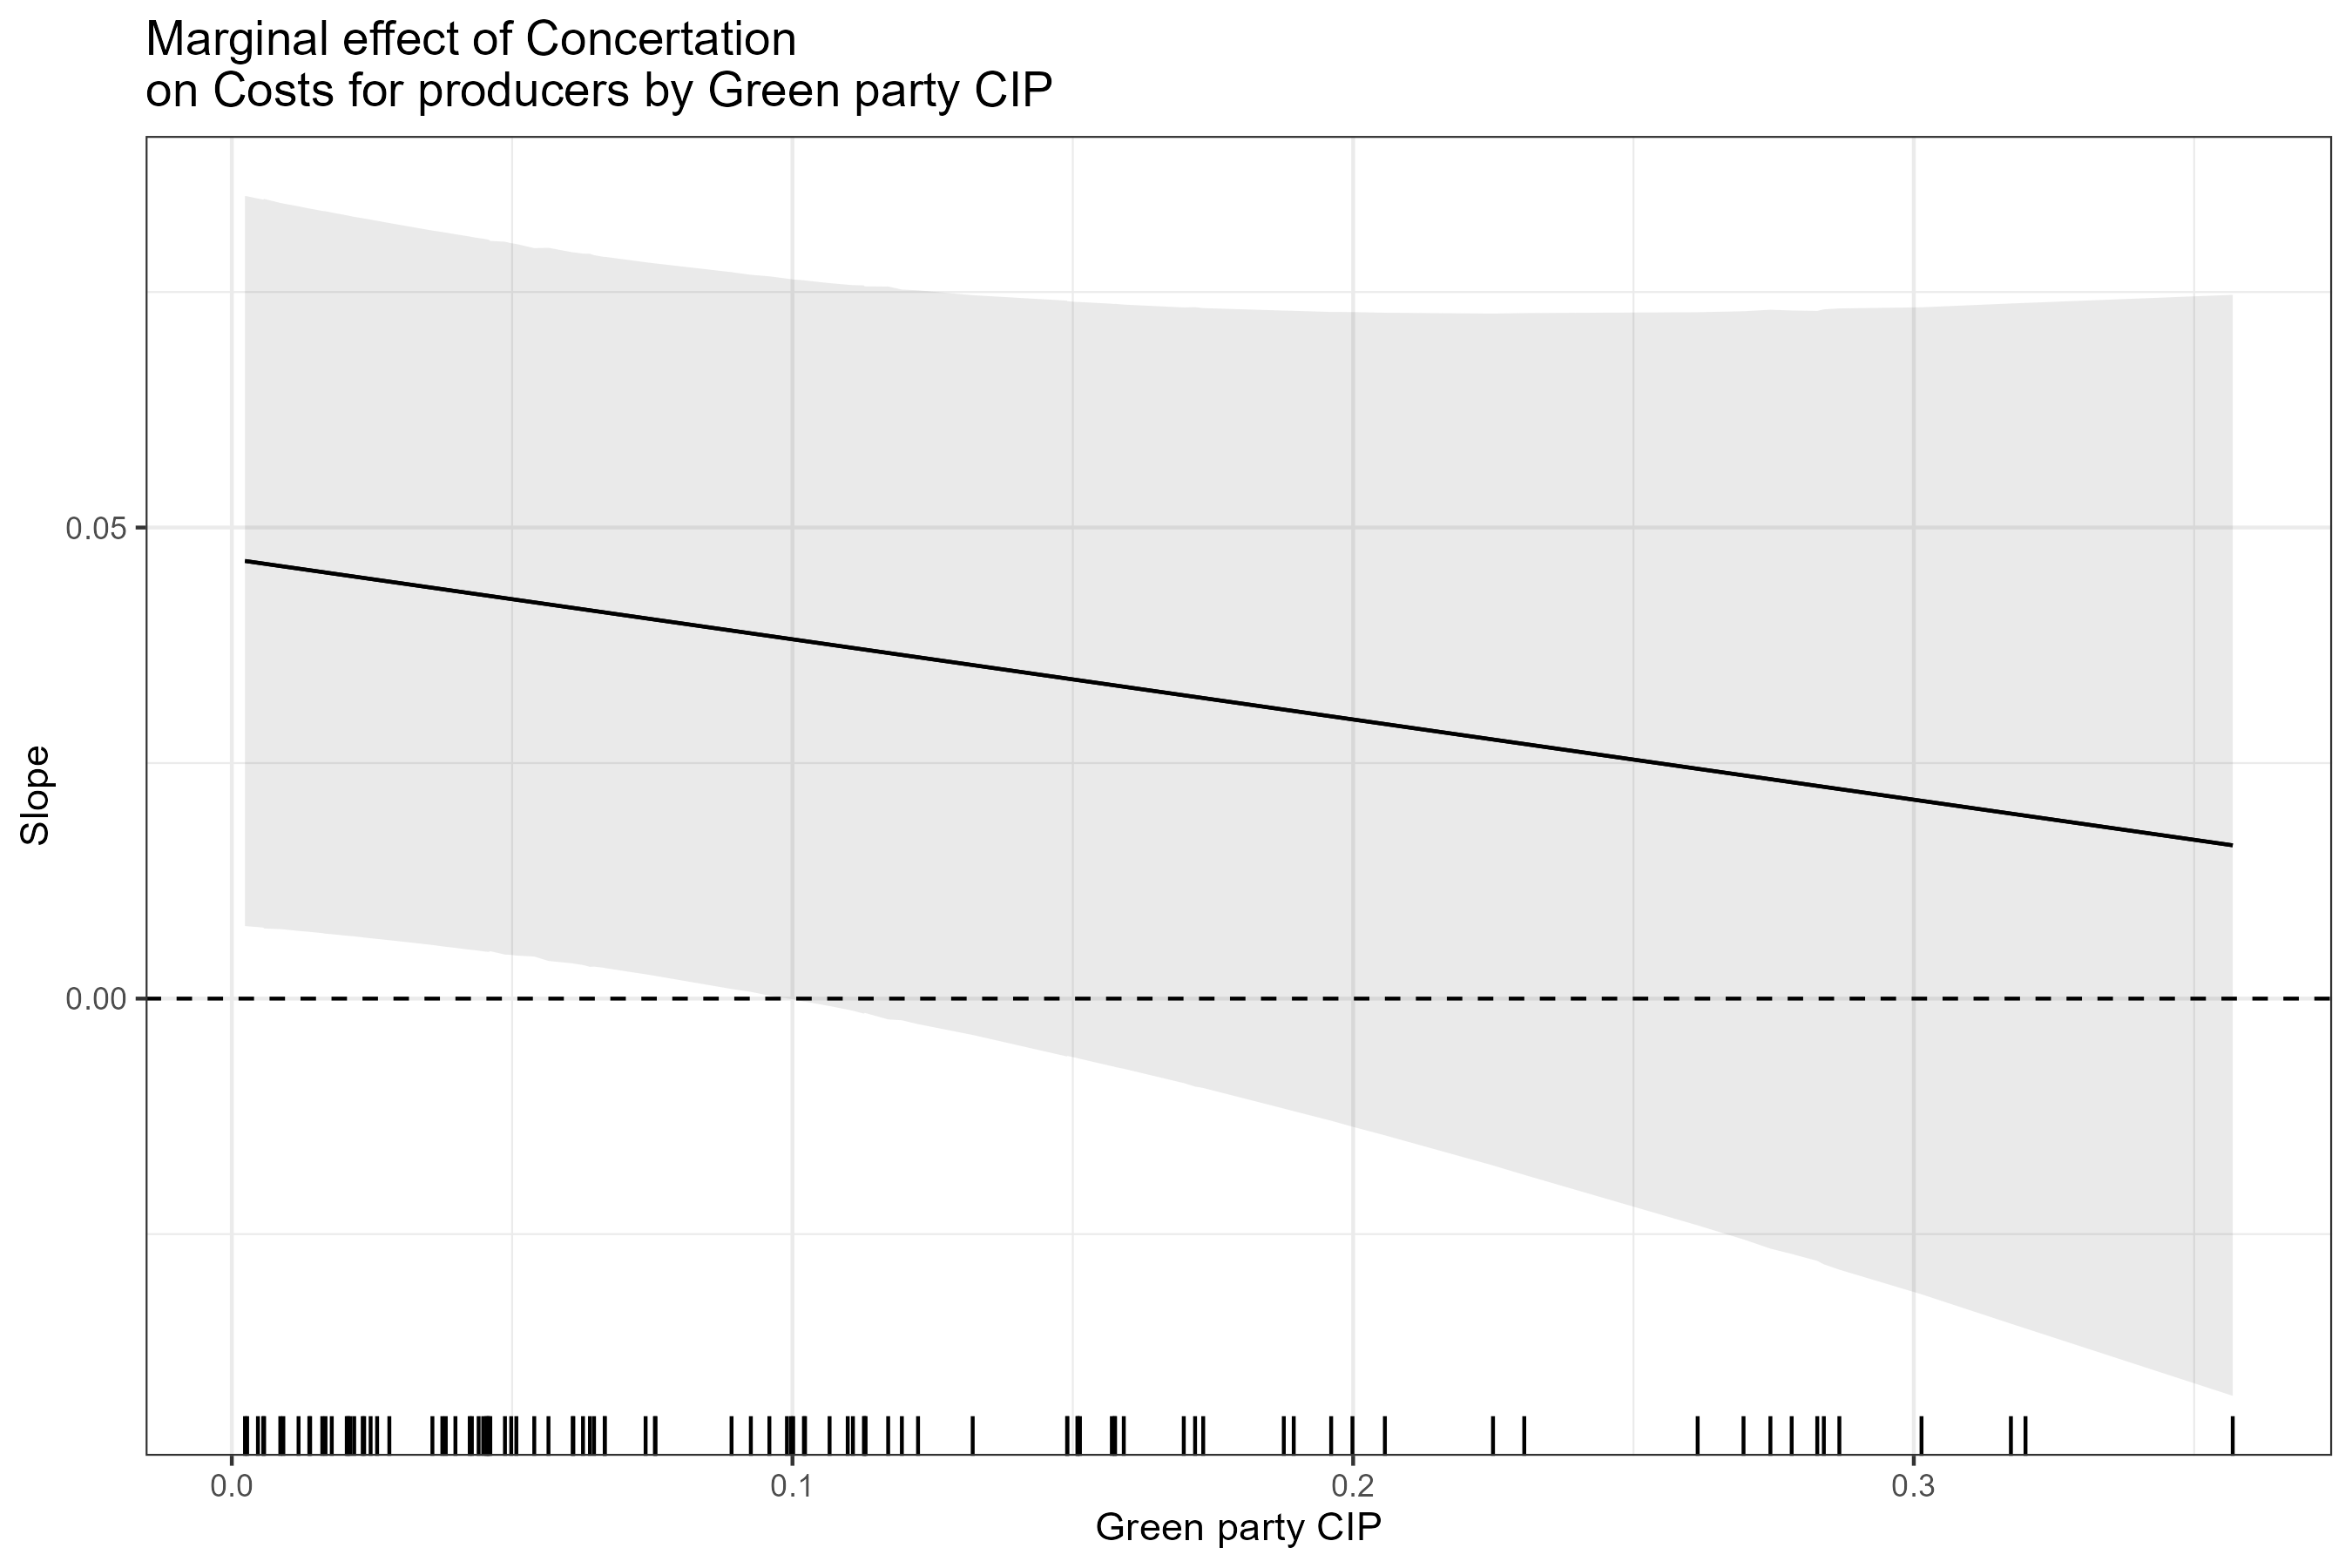 Marginal effect of Concertation
on Costs for producers by Green party CIP
Slope
0.05
0.00
0.0
0.1
0.2
0.3
Green party CIP